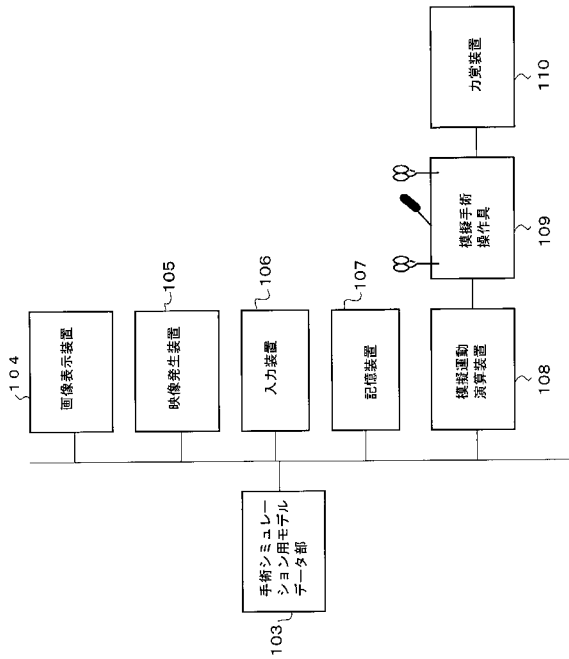 104
画像表示装置
105
映像発生装置
106
入力装置
107
記憶装置
108
模擬運動
演算装置
109
模擬手術
操作具
110
力覚装置
103
手術シミュレー
ション用モデル
データ部